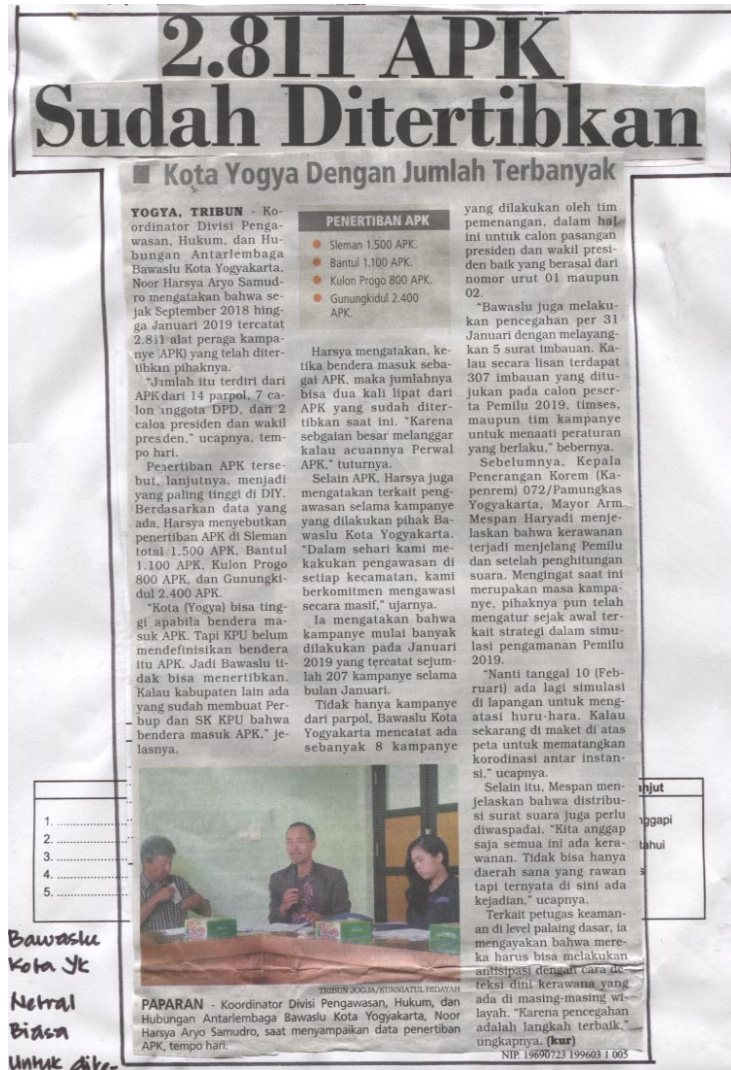 2.811 APK
Sudah Ditertibkan
■ Kota Yogya Dengan Jumlah Terbanyak
YOGYA, TRIBUN - Ko-
ordinator Divisi Penga-
wasan, Hukum, dan Hu-
bungan Antarlembaga
Bawaslu Kota Yogyakarta,
Noor Harsya Aryo Samud-
ro mengatakan bahwa se-
jak September 2018 hing-
ga Januari 2019 tercatat
2.811 alat peraga kampa-
nye (APK) yang telah diter-
tibkan pihaknya.
"Jumlah itu terdiri dari
APK dari 14 parpol, 7 ca-
lon anggota DPD, dan 2
calon presiden dan wakil
presiden," ucapnya, tem-
po hari.
Penertiban APK terse-
but, lanjutnya, menjadi
yang paling tinggi di DIY.
Berdasarkan data yang
ada, Harsya menyebutkan
penertiban APK di Sleman
total 1.500 APK, Bantul
1.100 APK, Kulon Progo
800 APK, dan Gunungki-
dul 2.400 APK.
"Kota (Yogya) bisa ting-
gi apabila bendera ma-
suk APK. Tapi KPU belum
mendefinisikan bendera
itu APK. Jadi Bawaslu ti-
dak bisa menertibkan.
Kalau kabupaten lain ada
yang sudah membuat Per-
bup dan SK KPU bahwa
bendera masuk APK," je-
lasnya.
PENERTIBAN APK
● Sleman 1.500 APK.
● Bantul 1.100 APK.
● Kulon Progo 800 APK.
● Gunungkidul 2.400
APK.
Harsya mengatakan, ke-
tika bendera masuk seba-
gai APK, maka jumlahnya
bisa dua kali lipat dari
APK yang sudah diter-
tibkan saat ini. "Karena
sebgaian besar melanggar
kalau acuannya Perwal
APK," tuturnya.
Selain APK, Harsya juga
mengatakan terkait peng-
awasan selama kampanye
yang dilakukan pihak Ba-
waslu Kota Yogyakarta.
"Dalam sehari kami me-
kakukan pengawasan di
setiap kecamatan, kami
berkomitmen mengawasi
secara masif," ujarnya.
Ia mengatakan bahwa
kampanye mulai banyak
dilakukan pada Januari
2019 yang tercatat sejum-
lah 207 kampanye selama
bulan Januari.
Tidak hanya kampanye
dari parpol, Bawaslu Kota
Yogyakarta mencatat ada
sebanyak 8 kampanye
yang dilakukan oleh tim
pemenangan, dalam hal
ini untuk calon pasangan
presiden dan wakil presi-
den baik yang berasal dari
nomor urut 01 maupun
02.
"Bawaslu juga melaku-
kan pencegahan per 31
Januari dengan melayang-
kan 5 surat imbauan. Ka-
lau secara lisan terdapat
307 imbauan yang ditu-
jukan pada calon peser-
ta Pemilu 2019, timses,
maupun tim kampanye
untuk menaati peraturan
yang berlaku," bebernya.
Sebelumnya, Kepala
Penerangan Korem (Ka-
penrem) 072/Pamungkas
Yogyakarta, Mayor Arm
Mespan Haryadi menje-
laskan bahwa kerawanan
terjadi menjelang Pemilu
dan setelah penghitungan
suara. Mengingat saat ini
merupakan masa kampa-
nye, pihaknya pun telah
mengatur sejak awal ter-
kait strategi dalam simu-
lasi pengamanan Pemilu
2019.
"Nanti tanggal 10 (Feb-
ruari) ada lagi simulasi
di lapangan untuk meng-
atasi huru-hara. Kalau
sekarang di maket di atas
peta untuk mematangkan
korodinasi antar instan-
si," ucapnya.
Selain itu, Mespan men-
jelaskan bahwa distribu-
si surat suara juga perlu
diwaspadai. "Kita anggap
saja semua ini ada kera-
wanan. Tidak bisa hanya
daerah sana yang rawan
tapi ternyata di sini ada
kejadian," ucapnya.
Terkait petugas keaman-
an di level palaing dasar, ia
mengayakan bahwa mere-
ka harus bisa melakukan
antisipasi dengan cara de-
teksi dini kerawana yang
ada di masing-masing wi-
layah. "Karena pencegahan
adalah langkah terbaik,"
ungkapnya. (kur)
TRIBUN JOGJA/KURNIATUL HIDAYAH
PAPARAN - Koordinator Divisi Pengawasan, Hukum, dan
Hubungan Antarlembaga Bawaslu Kota Yogyakarta, Noor
Harsya Aryo Samudro, saat menyampaikan data penertiban
APK, tempo hari.
NIP. 19690723 199603 1 005
1.
2.
3.
4.
5.
njut
nggapi
tahui
s
Bawaslu
Kota Yk
Netral
Biasa
Untuk dike-